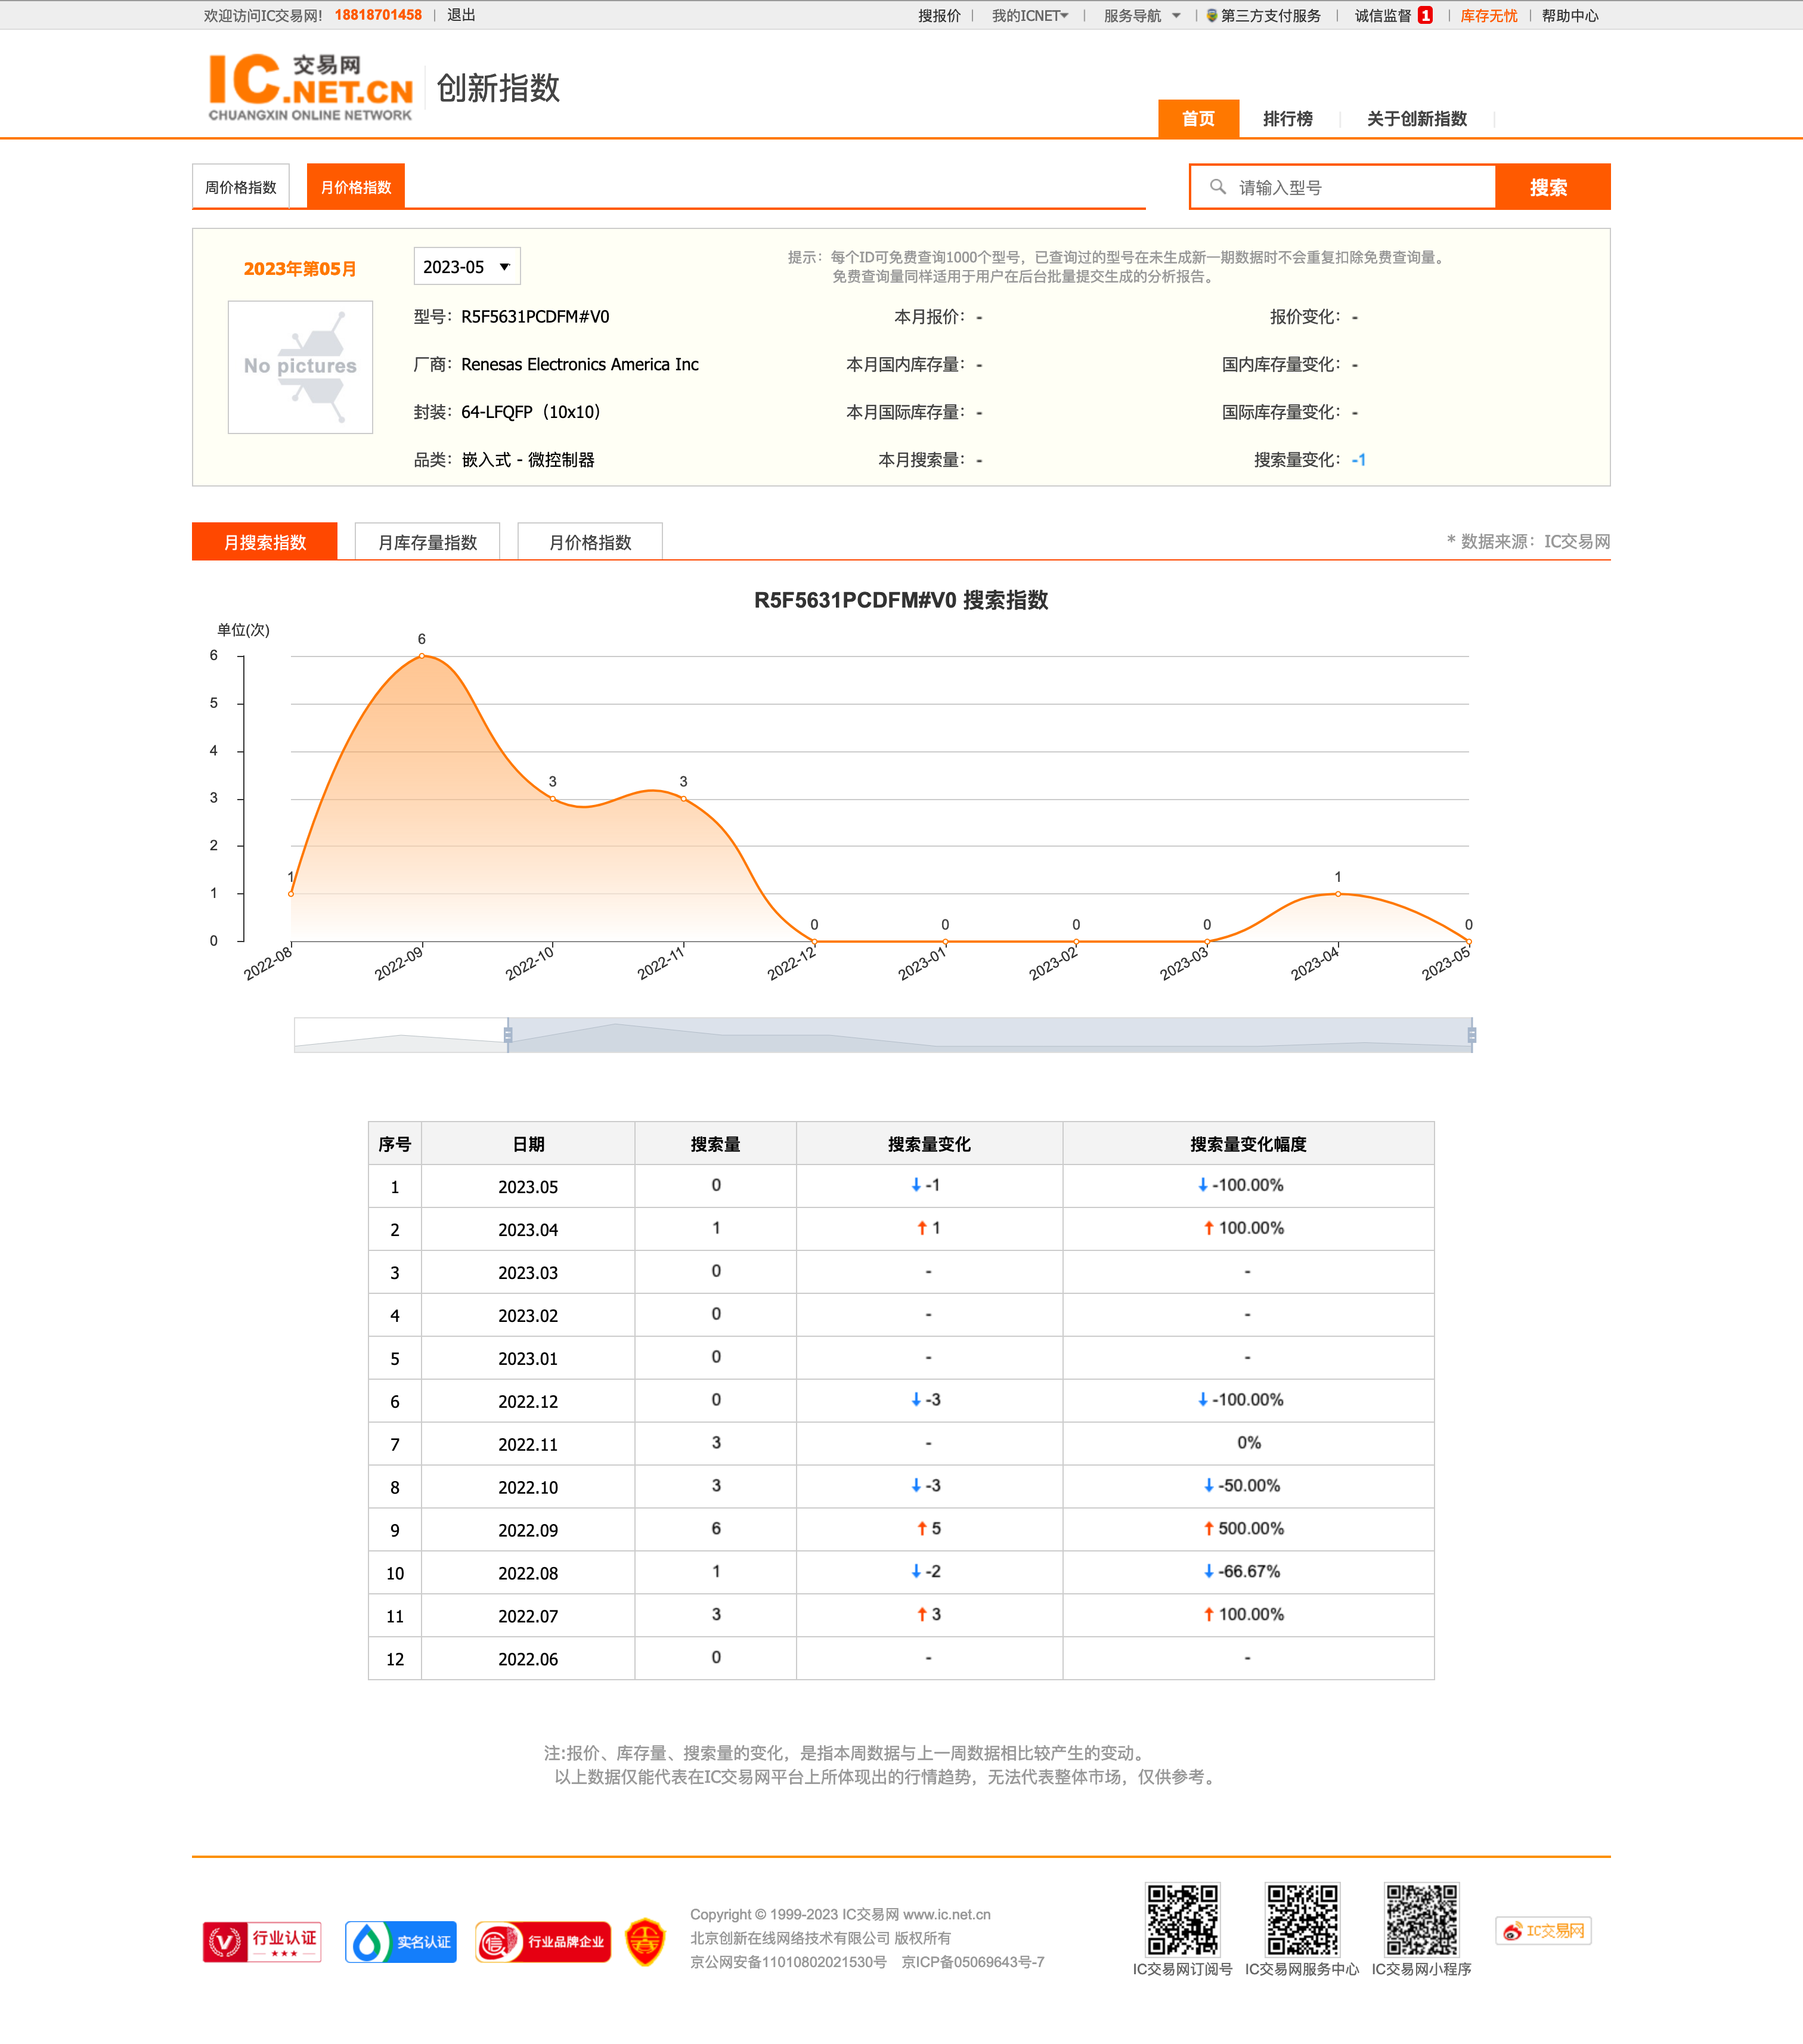 欢迎访问IC交易网! 18818701458 | 退出 搜报价 | 我的ICNET | 服务导航 | 第三方支付服务 | 诚信监督 1 | 库存无忧 | 帮助中心
IC 交易网 .NET.CN
CHUANGXIN ONLINE NETWORK
创新指数
首页 排行榜 关于创新指数
周价格指数 月价格指数 请输入型号 搜索
2023年第05月 2023-05
提示：每个ID可免费查询1000个型号，已查询过的型号在未生成新一期数据时不会重复扣除免费查询量。
免费查询量同样适用于用户在后台批量提交生成的分析报告。
No pictures
型号：R5F5631PCDFM#V0 本月报价：- 报价变化：-
厂商：Renesas Electronics America Inc 本月国内库存量：- 国内库存量变化：-
封装：64-LFQFP（10x10） 本月国际库存量：- 国际库存量变化：-
品类：嵌入式 - 微控制器 本月搜索量：- 搜索量变化：-1
月搜索指数 月库存量指数 月价格指数 * 数据来源：IC交易网
R5F5631PCDFM#V0 搜索指数
单位(次)
6
5
4
3
2
1
0
1 6 3 3 0 0 0 0 1 0
2022-08 2022-09 2022-10 2022-11 2022-12 2023-01 2023-02 2023-03 2023-04 2023-05
序号 日期 搜索量 搜索量变化 搜索量变化幅度
1 2023.05 0 ↓ -1 ↓ -100.00%
2 2023.04 1 ↑ 1 ↑ 100.00%
3 2023.03 0 - -
4 2023.02 0 - -
5 2023.01 0 - -
6 2022.12 0 ↓ -3 ↓ -100.00%
7 2022.11 3 - 0%
8 2022.10 3 ↓ -3 ↓ -50.00%
9 2022.09 6 ↑ 5 ↑ 500.00%
10 2022.08 1 ↓ -2 ↓ -66.67%
11 2022.07 3 ↑ 3 ↑ 100.00%
12 2022.06 0 - -
注:报价、库存量、搜索量的变化，是指本周数据与上一周数据相比较产生的变动。
以上数据仅能代表在IC交易网平台上所体现出的行情趋势，无法代表整体市场，仅供参考。
行业认证 实名认证 信 行业品牌企业
Copyright © 1999-2023 IC交易网 www.ic.net.cn
北京创新在线网络技术有限公司 版权所有
京公网安备11010802021530号 京ICP备05069643号-7
IC交易网订阅号 IC交易网服务中心 IC交易网小程序
IC交易网